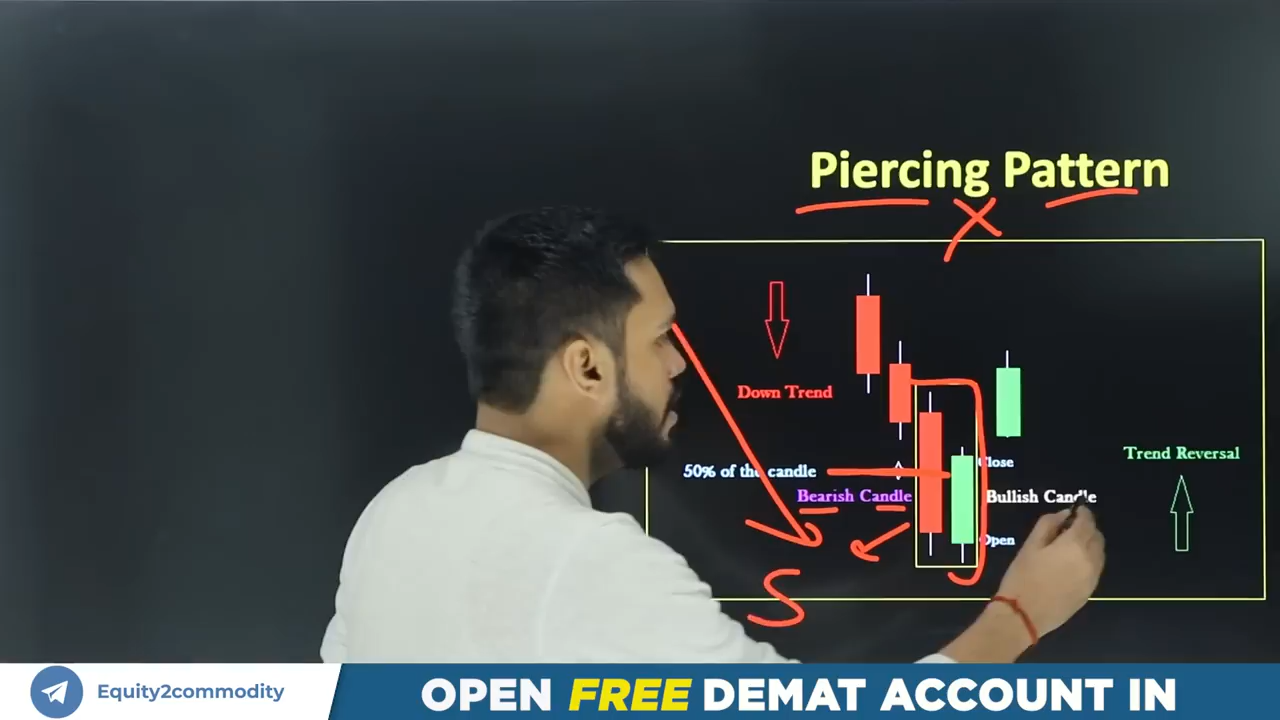 Piercing Pattern
Down Trend
50% of the candle
Close
Trend Reversal
Bearish Candle
Bullish Candle
Open
S
Equity2commodity
OPEN FREE DEMAT ACCOUNT IN